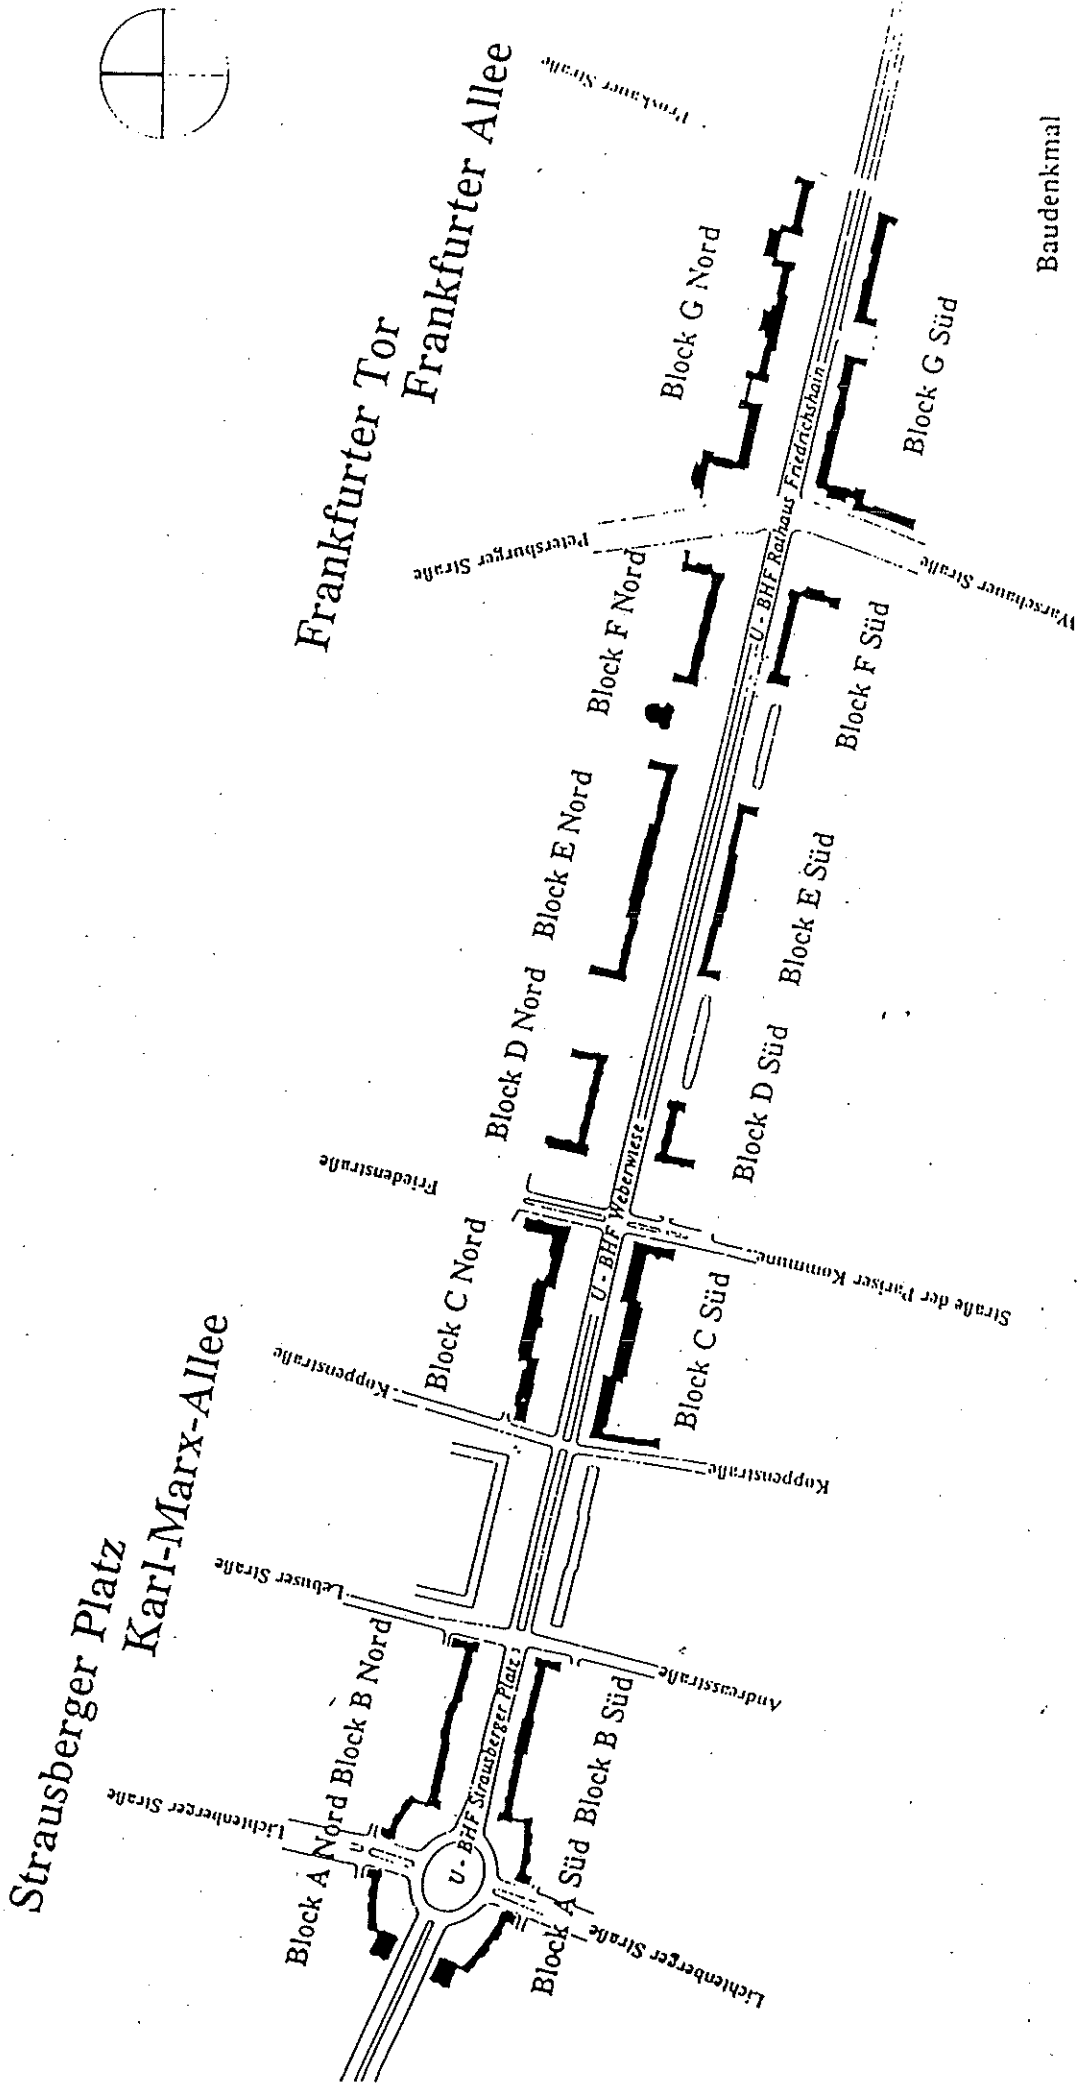 Strausberger Platz
Karl-Marx-Allee
Frankfurter Tor
Frankfurter Allee
Lichtenberger Straße
Lebuser Straße
Koppenstraße
Friedenstraße
Petersburger Straße
Proskauer Straße
Block A Nord
Block B Nord
Block C Nord
Block D Nord
Block E Nord
Block F Nord
Block G Nord
U - BHF Strausberger Platz
U - BHF Weberwiese
U - BHF Rathaus Friedrichshain
Block A Süd
Block B Süd
Block C Süd
Block D Süd
Block E Süd
Block F Süd
Block G Süd
Lichtenberger Straße
Andreasstraße
Koppenstraße
Straße der Pariser Kommune
Warschauer Straße
Baudenkmal